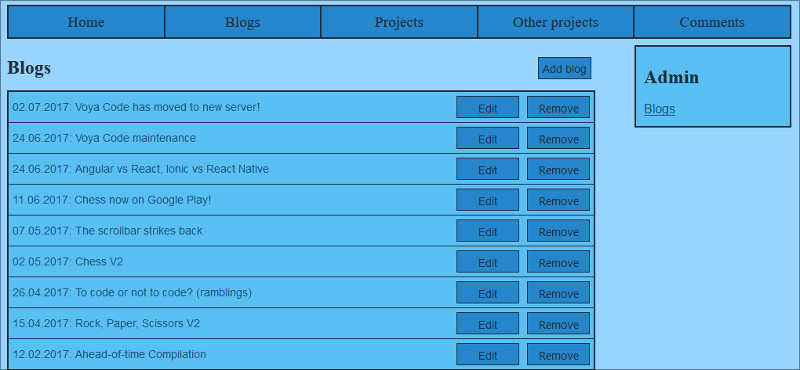 Home Blogs Projects Other projects Comments
Blogs Add blog
Admin
Blogs
02.07.2017: Voya Code has moved to new server! Edit Remove
24.06.2017: Voya Code maintenance Edit Remove
24.06.2017: Angular vs React, Ionic vs React Native Edit Remove
11.06.2017: Chess now on Google Play! Edit Remove
07.05.2017: The scrollbar strikes back Edit Remove
02.05.2017: Chess V2 Edit Remove
26.04.2017: To code or not to code? (ramblings) Edit Remove
15.04.2017: Rock, Paper, Scissors V2 Edit Remove
12.02.2017: Ahead-of-time Compilation Edit Remove